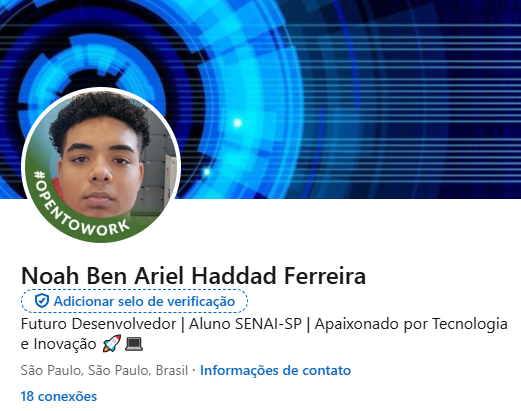 #OPENTOWORK
Noah Ben Ariel Haddad Ferreira
Adicionar selo de verificação
Futuro Desenvolvedor | Aluno SENAI-SP | Apaixonado por Tecnologia
e Inovação 🚀💻
São Paulo, São Paulo, Brasil · Informações de contato
18 conexões